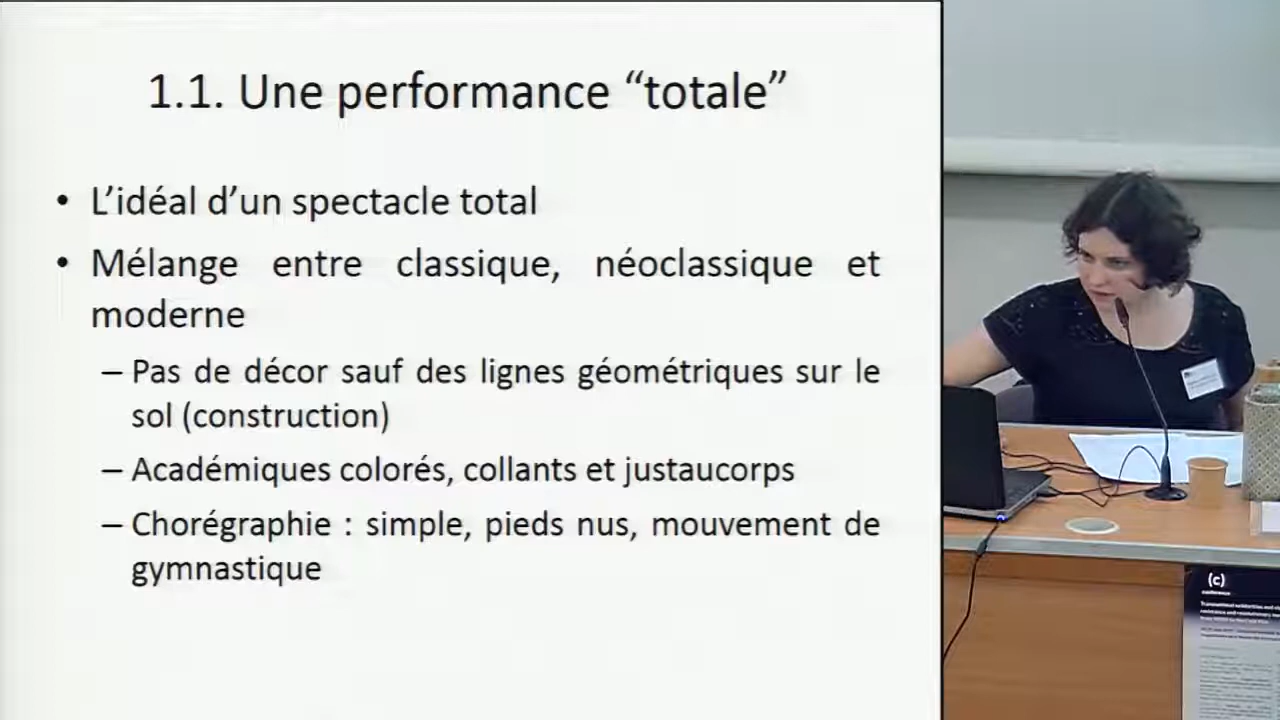 1.1. Une performance “totale”
• L’idéal d’un spectacle total
• Mélange entre classique, néoclassique et
moderne
– Pas de décor sauf des lignes géométriques sur le
sol (construction)
– Académiques colorés, collants et justaucorps
– Chorégraphie : simple, pieds nus, mouvement de
gymnastique
(c)
conference